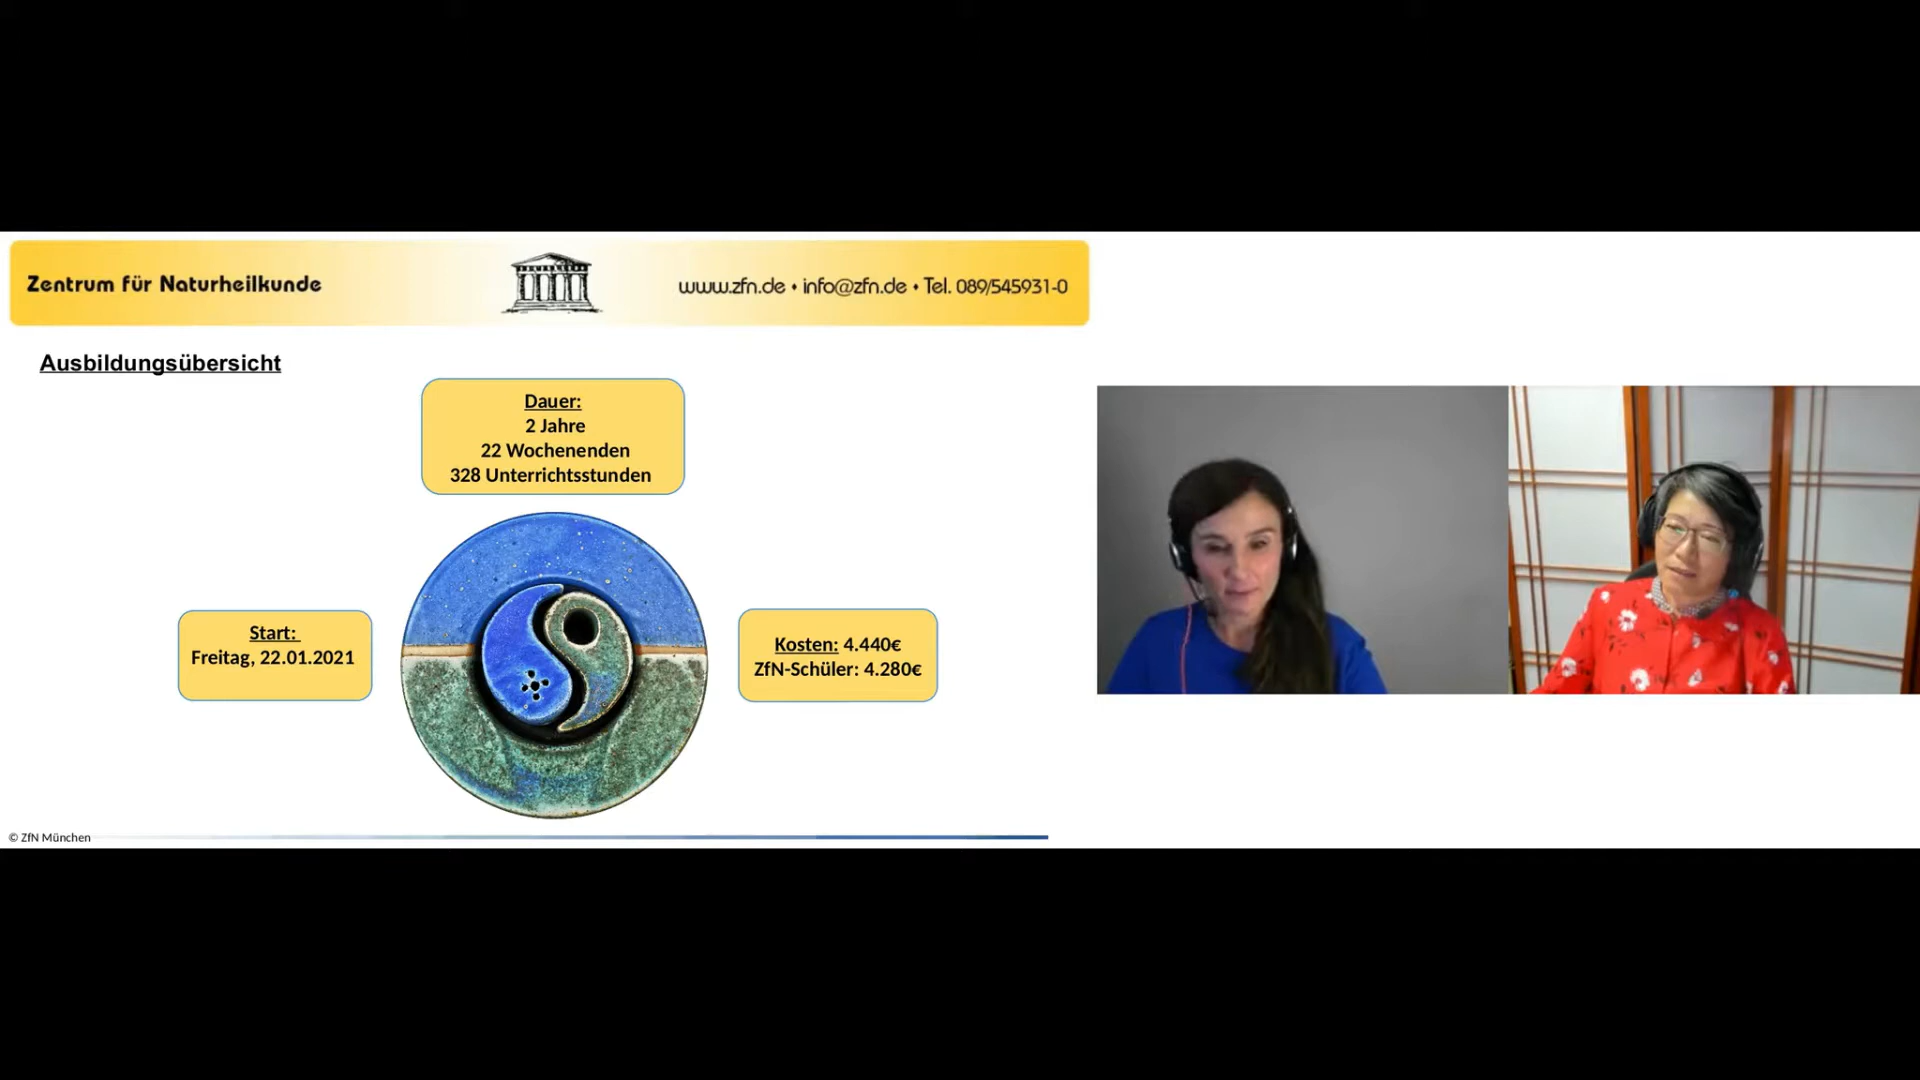 Zentrum für Naturheilkunde
www.zfn.de • info@zfn.de • Tel. 089/545931-0
Ausbildungsübersicht
Dauer:
2 Jahre
22 Wochenenden
328 Unterrichtsstunden
Start:
Freitag, 22.01.2021
Kosten: 4.440€
ZfN-Schüler: 4.280€
© ZfN München